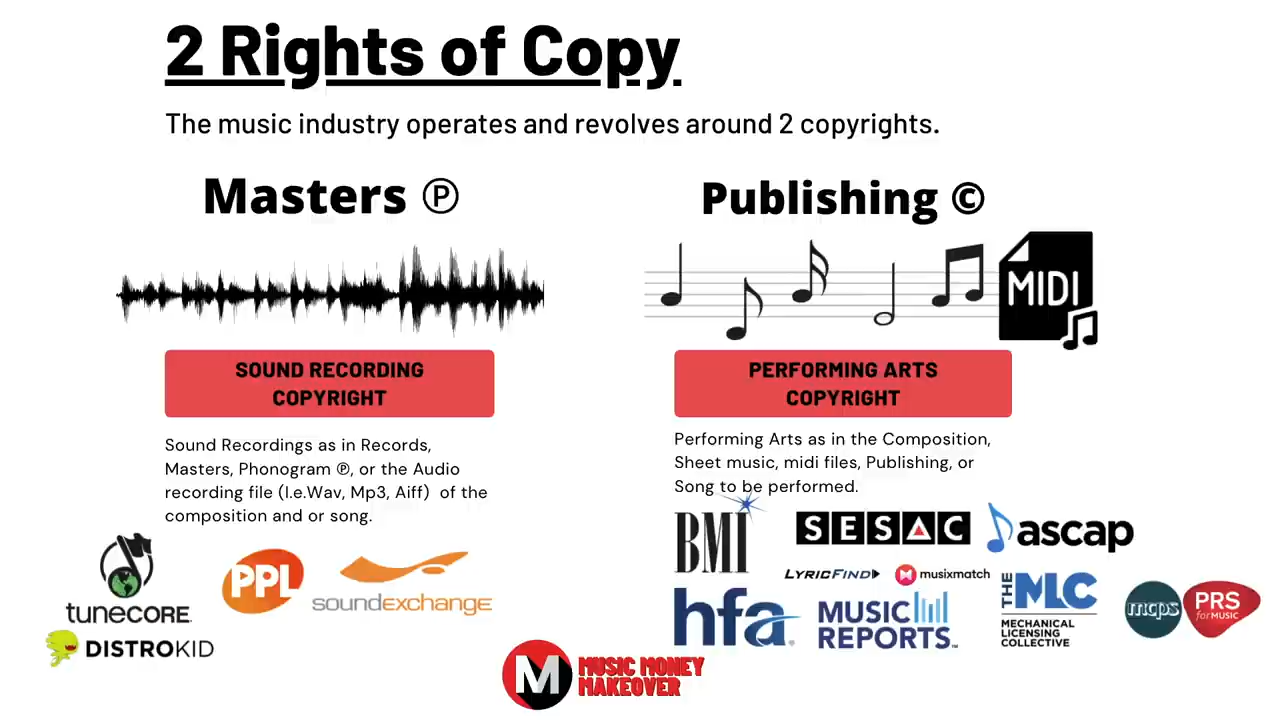 2 Rights of Copy
The music industry operates and revolves around 2 copyrights.
Masters ℗
SOUND RECORDING
COPYRIGHT
Sound Recordings as in Records,
Masters, Phonogram ℗, or the Audio
recording file (I.e.Wav, Mp3, Aiff)  of the
composition and or song.
TUNECORE
PPL
soundexchange
DISTROKID
Publishing ©
MIDI
PERFORMING ARTS
COPYRIGHT
Performing Arts as in the Composition,
Sheet music, midi files, Publishing, or
Song to be performed.
BMI
SESAC
ascap
LYRICFIND
musixmatch
hfa
MUSIC
REPORTS
THE MLC
MECHANICAL
LICENSING
COLLECTIVE
mcps
PRS
for MUSIC
M
MUSIC MONEY
MAKEOVER